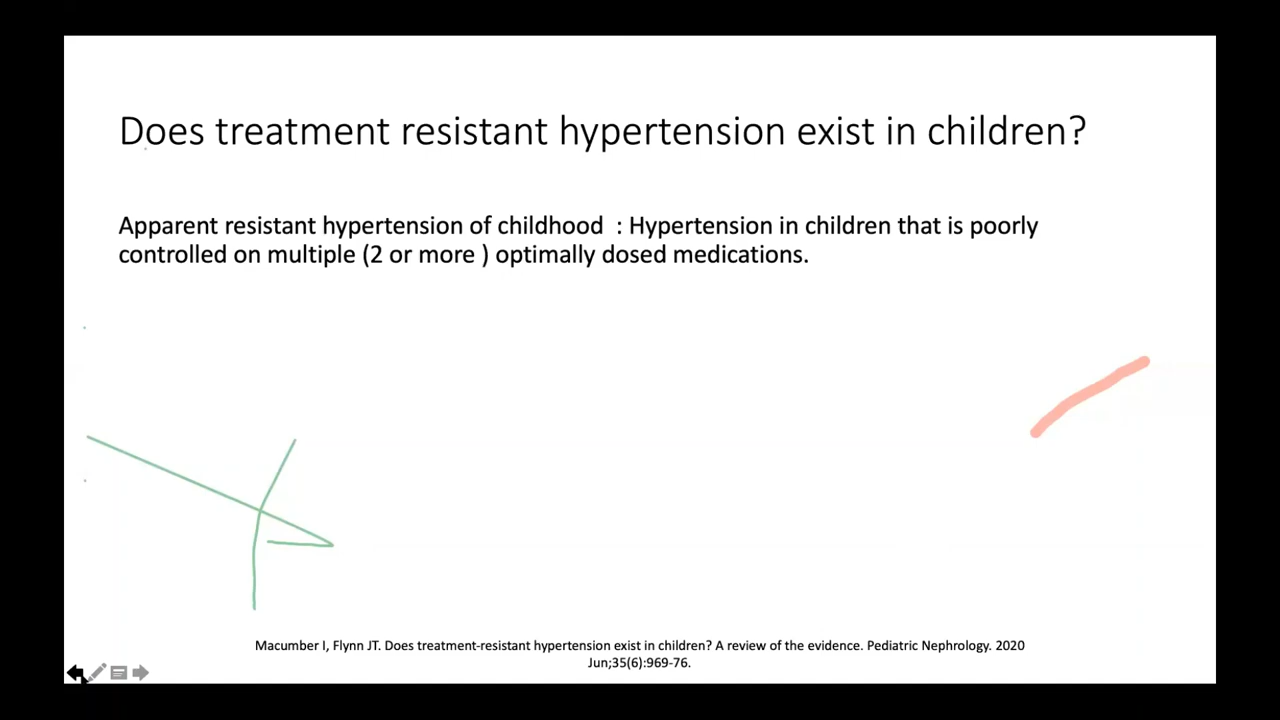 Does treatment resistant hypertension exist in children?
Apparent resistant hypertension of childhood  : Hypertension in children that is poorly
controlled on multiple (2 or more ) optimally dosed medications.
Macumber I, Flynn JT. Does treatment-resistant hypertension exist in children? A review of the evidence. Pediatric Nephrology. 2020
Jun;35(6):969-76.